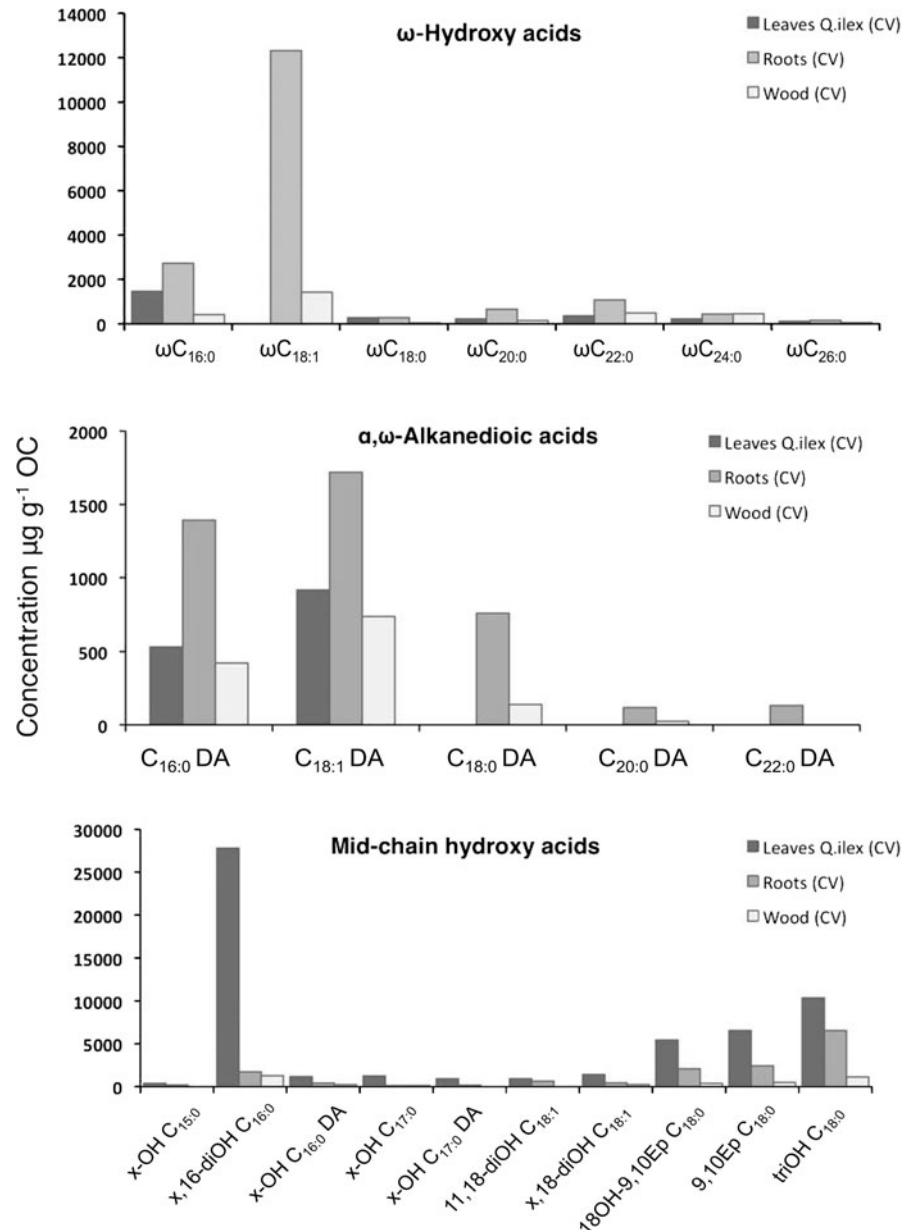 ω-Hydroxy acids
Leaves Q.ilex (CV)
Roots (CV)
Wood (CV)
14000
12000
10000
8000
6000
4000
2000
0
ωC16:0 ωC18:1 ωC18:0 ωC20:0 ωC22:0 ωC24:0 ωC26:0
Concentration µg g-1 OC
α,ω-Alkanedioic acids
Leaves Q.ilex (CV)
Roots (CV)
Wood (CV)
2000
1500
1000
500
0
C16:0 DA C18:1 DA C18:0 DA C20:0 DA C22:0 DA
Mid-chain hydroxy acids
Leaves Q.ilex (CV)
Roots (CV)
Wood (CV)
30000
25000
20000
15000
10000
5000
0
x-OH C15:0
x,16-diOH C16:0
x-OH C16:0 DA
x-OH C17:0
x-OH C17:0 DA
11,18-diOH C18:1
x,18-diOH C18:1
18OH-9,10Ep C18:0
9,10Ep C18:0
triOH C18:0